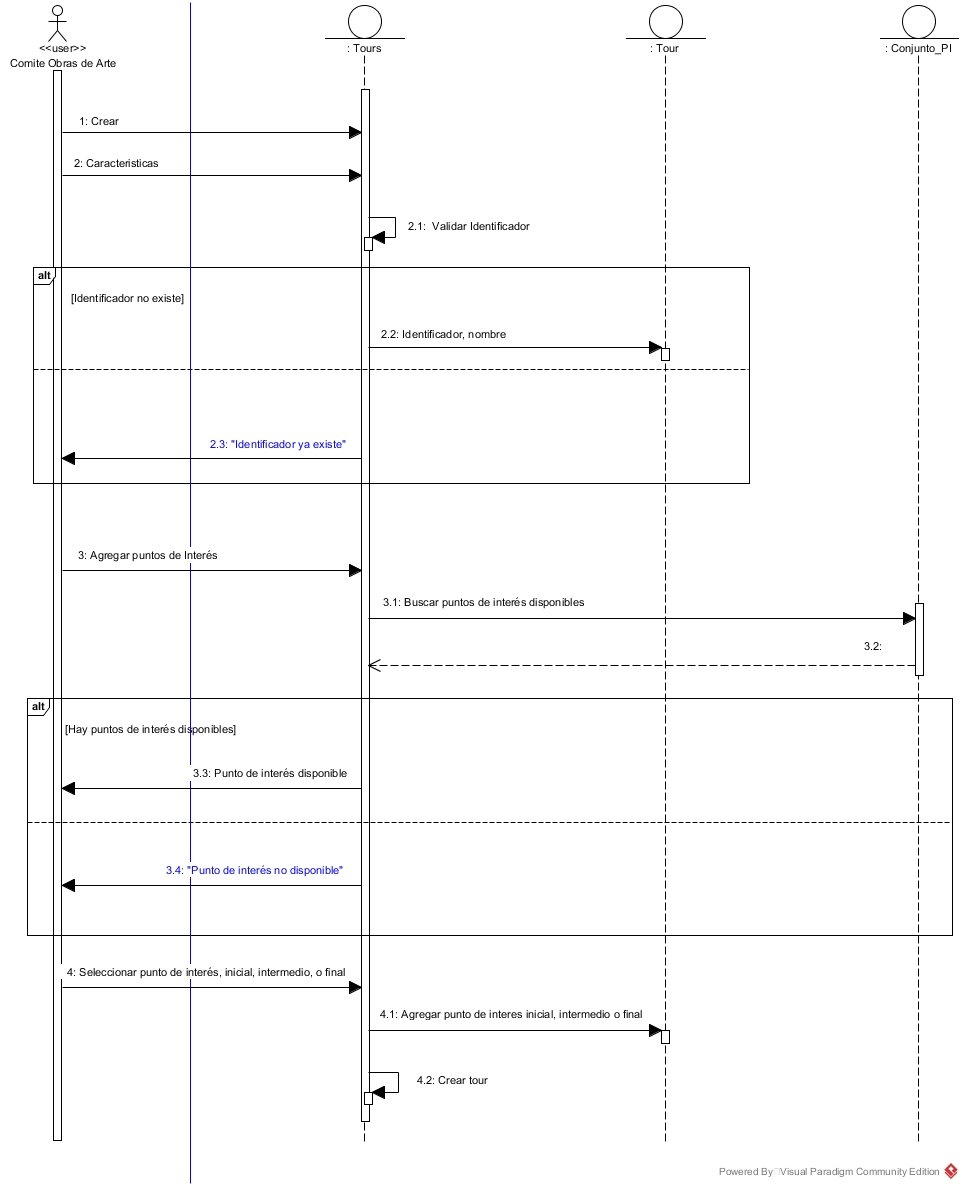 <<user>>
Comite Obras de Arte
: Tours
: Tour
: Conjunto_PI
1: Crear
2: Caracteristicas
2.1: Validar Identificador
alt
[Identificador no existe]
2.2: Identificador, nombre
2.3: "Identificador ya existe"
3: Agregar puntos de Interés
3.1: Buscar puntos de interés disponibles
3.2:
alt
[Hay puntos de interés disponibles]
3.3: Punto de interés disponible
3.4: "Punto de interés no disponible"
4: Seleccionar punto de interés, inicial, intermedio, o final
4.1: Agregar punto de interes inicial, intermedio o final
4.2: Crear tour
Powered By Visual Paradigm Community Edition